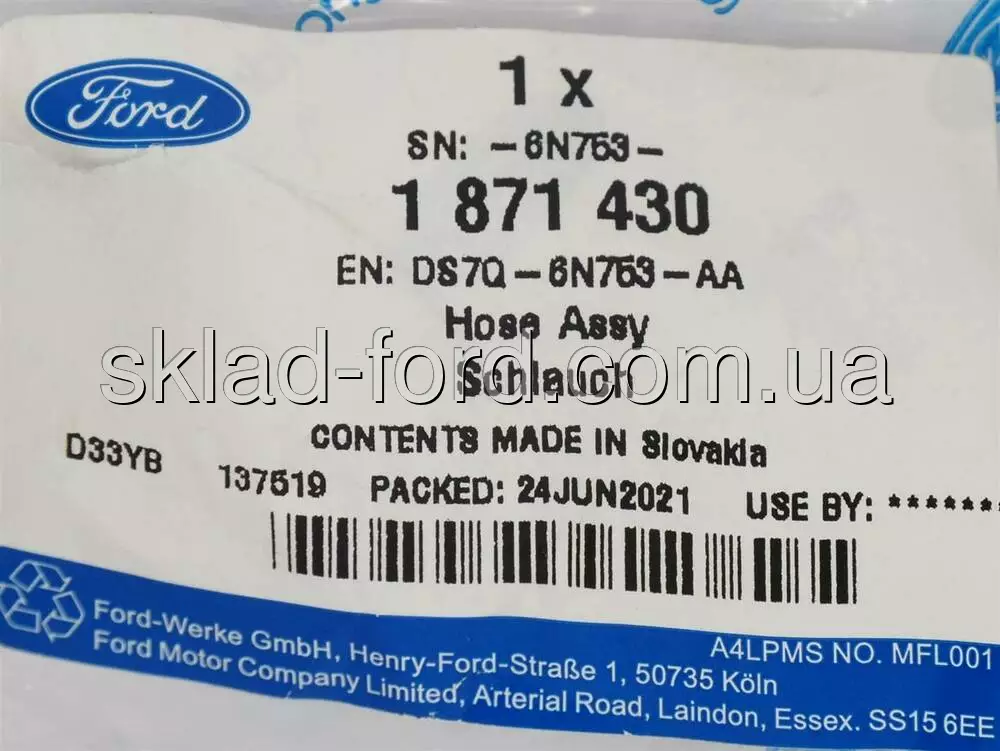 Ford
1 x
SN: -6N753-
1 871 430
EN: DS7Q-6N753-AA
Hose Assy
sklad-ford.com.ua
Schlauch
CONTENTS MADE IN Slovakia
D33YB 137519 PACKED: 24JUN2021 USE BY: *******
A4LPMS NO. MFL001
Ford-Werke GmbH, Henry-Ford-Straße 1, 50735 Köln
Ford Motor Company Limited, Arterial Road, Laindon, Essex. SS15 6EE